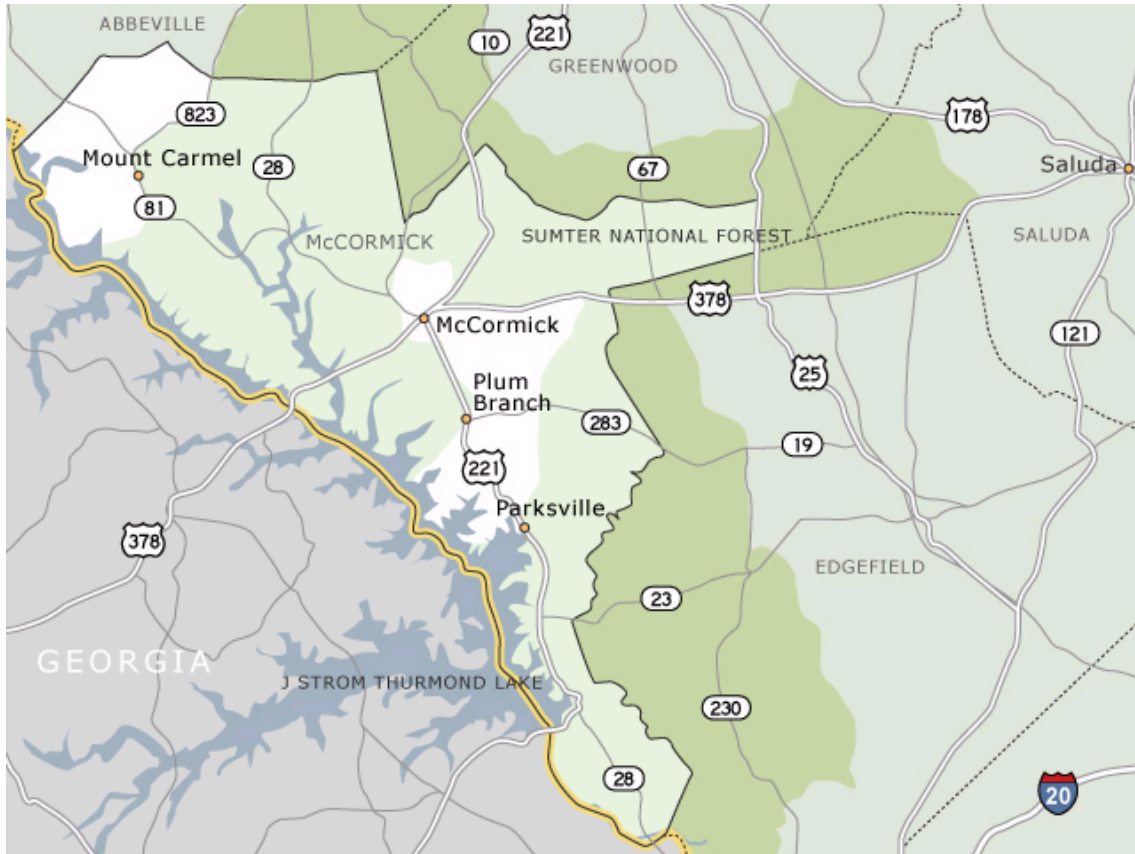 ABBEVILLE
10
221
GREENWOOD
823
178
Mount Carmel
28
67
Saluda
81
McCORMICK
SUMTER NATIONAL FOREST
SALUDA
378
McCormick
121
Plum
Branch
25
283
19
221
Parksville
378
EDGEFIELD
23
GEORGIA
J STROM THURMOND LAKE
230
28
20